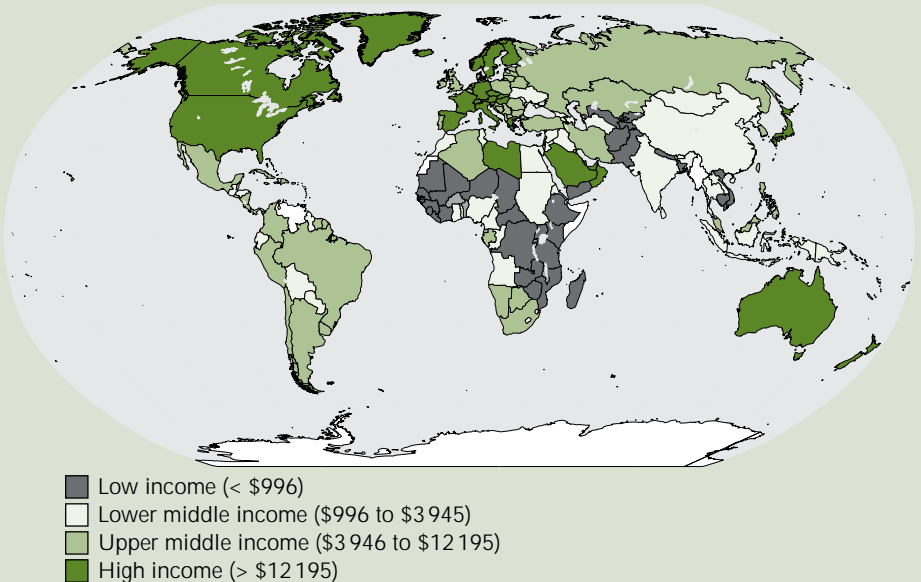 Low income (< $996)
Lower middle income ($996 to $3 945)
Upper middle income ($3 946 to $12 195)
High income (> $12 195)